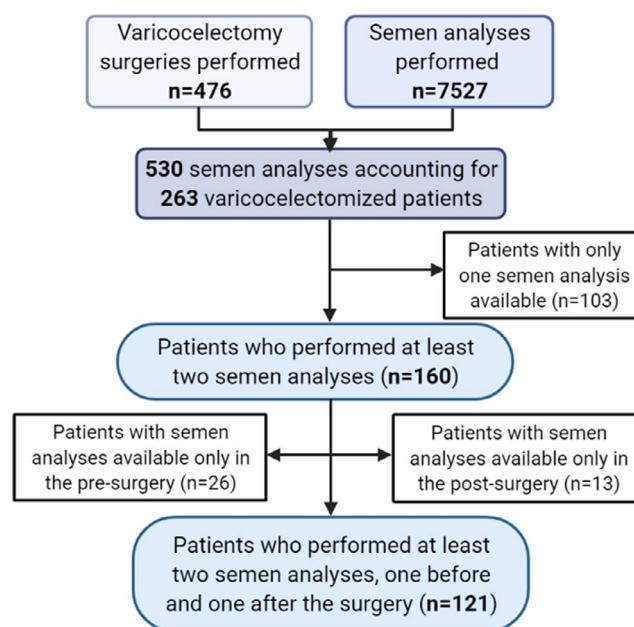 Varicocelectomy
surgeries performed
n=476
Semen analyses
performed
n=7527
530 semen analyses accounting for
263 varicocelectomized patients
Patients with only
one semen analysis
available (n=103)
Patients who performed at least
two semen analyses (n=160)
Patients with semen
analyses available only in
the pre-surgery (n=26)
Patients with semen
analyses available only in
the post-surgery (n=13)
Patients who performed at least
two semen analyses, one before
and one after the surgery (n=121)